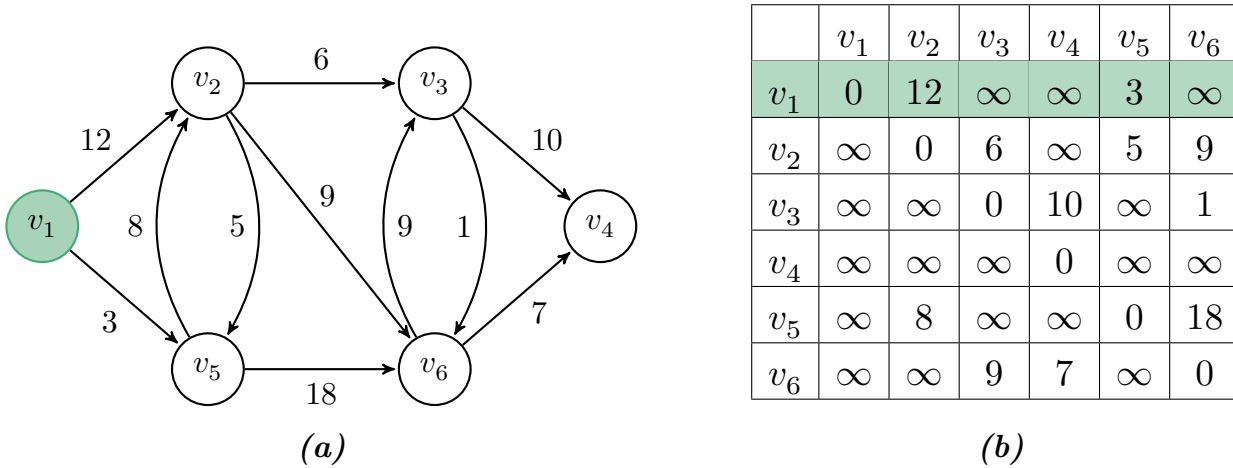 6
v2 v3
12 10
9
v1 8 5 9 1 v4
3 7
v5 v6
18
(a)
v1 v2 v3 v4 v5 v6
v1 0 12 ∞ ∞ 3 ∞
v2 ∞ 0 6 ∞ 5 9
v3 ∞ ∞ 0 10 ∞ 1
v4 ∞ ∞ ∞ 0 ∞ ∞
v5 ∞ 8 ∞ ∞ 0 18
v6 ∞ ∞ 9 7 ∞ 0
(b)